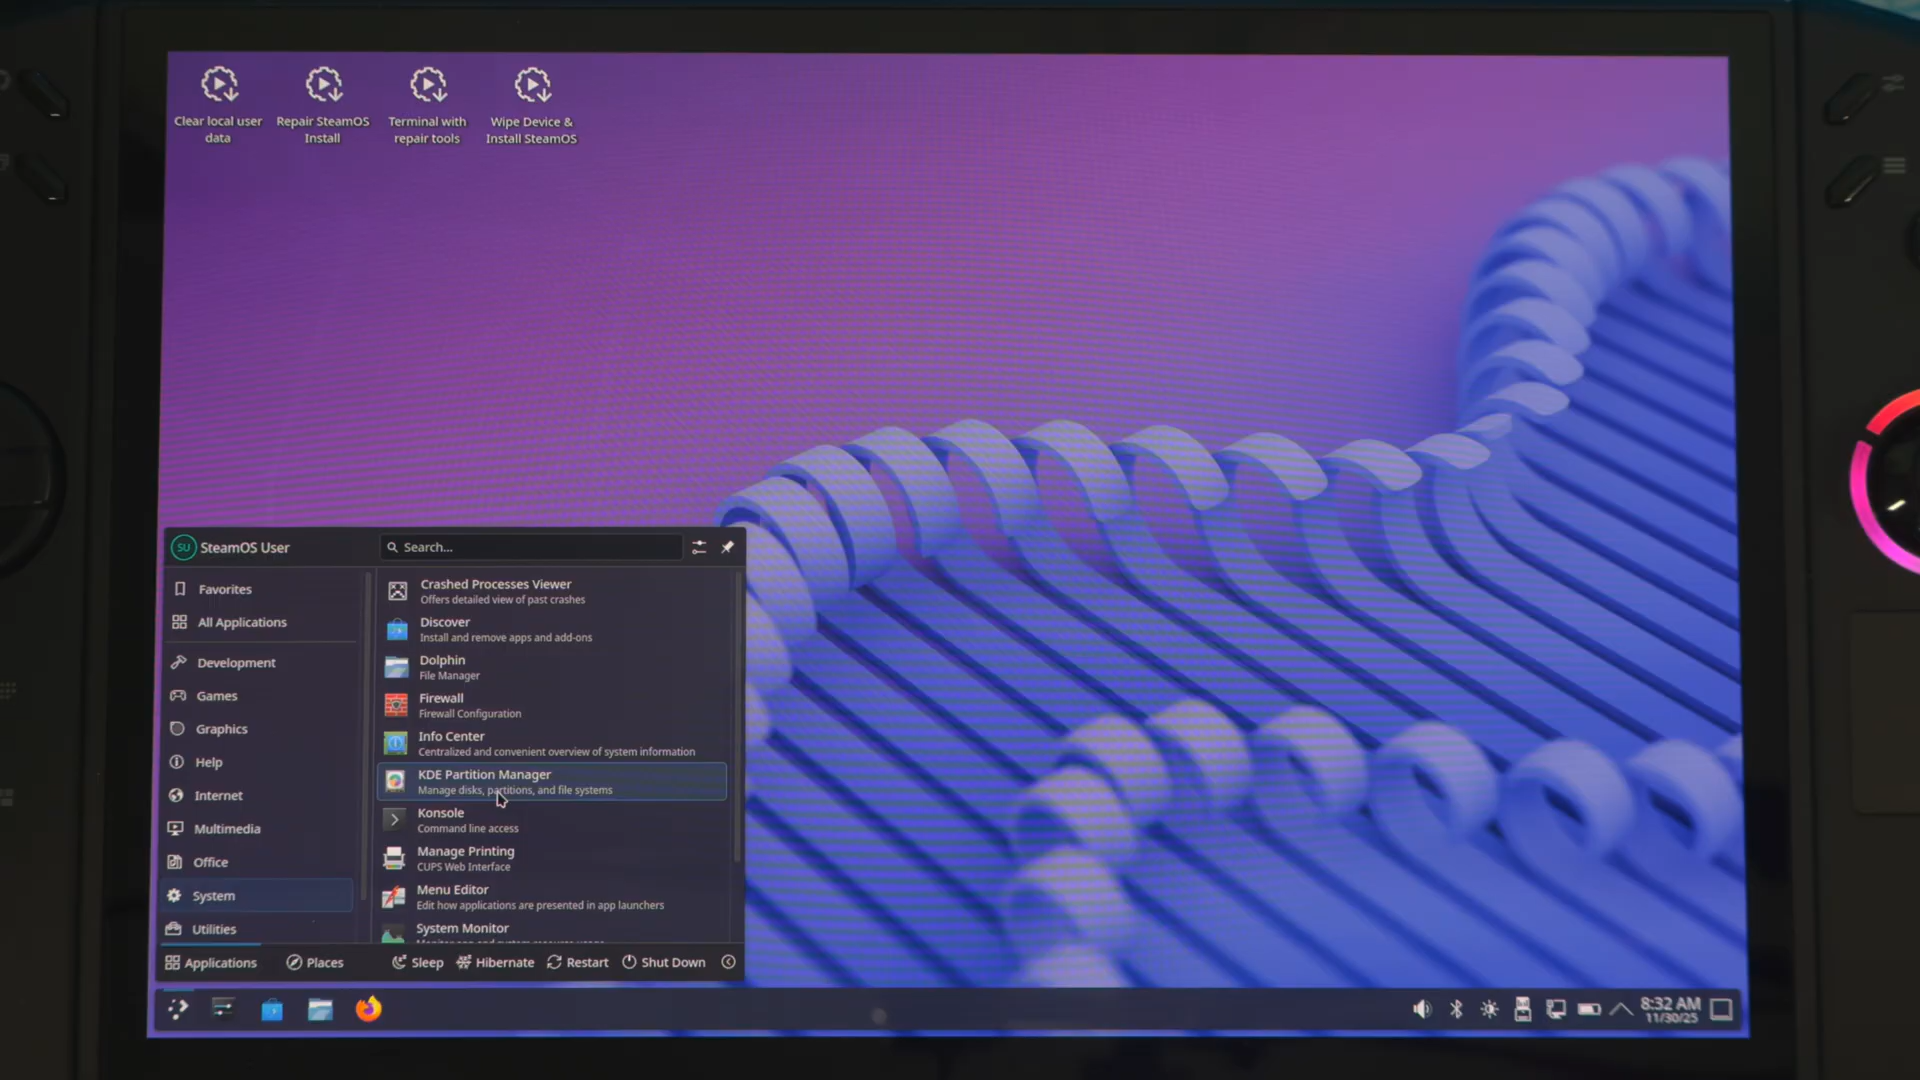 Clear local user
data
Repair SteamOS
Install
Terminal with
repair tools
Wipe Device &
Install SteamOS
SU
SteamOS User
Search...
Favorites
All Applications
Development
Games
Graphics
Help
Internet
Multimedia
Office
System
Utilities
Crashed Processes Viewer
Offers detailed view of past crashes
Discover
Install and remove apps and add-ons
Dolphin
File Manager
Firewall
Firewall Configuration
Info Center
Centralized and convenient overview of system information
KDE Partition Manager
Manage disks, partitions, and file systems
Konsole
Command line access
Manage Printing
CUPS Web Interface
Menu Editor
Edit how applications are presented in app launchers
System Monitor
Applications
Places
Sleep
Hibernate
Restart
Shut Down
8:32 AM
11/30/25